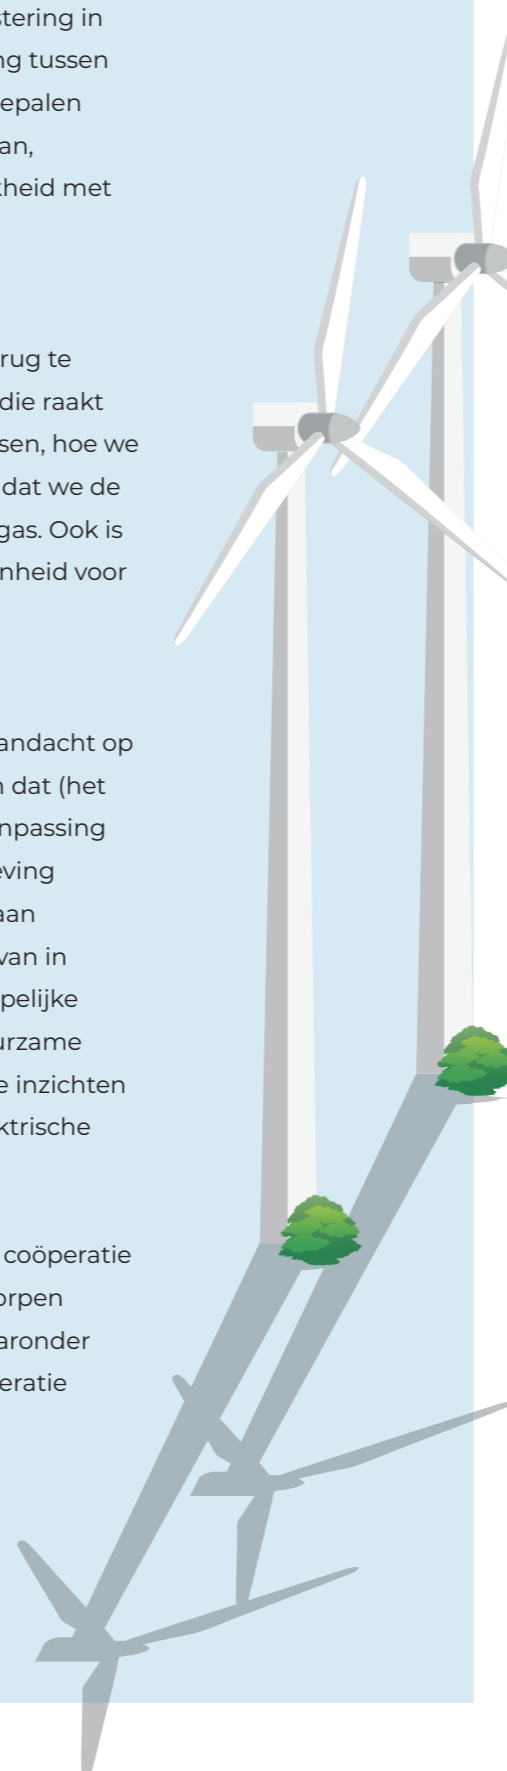 tering in
ng tussen
epalen
an,
kheid met
rug te
die raakt
sen, hoe we
dat we de
gas. Ook is
nheid voor
andacht op
n dat (het
npassing
eving
aan
van in
pelijke
urzame
e inzichten
ktrische
coöperatie
orpen
aronder
eratie